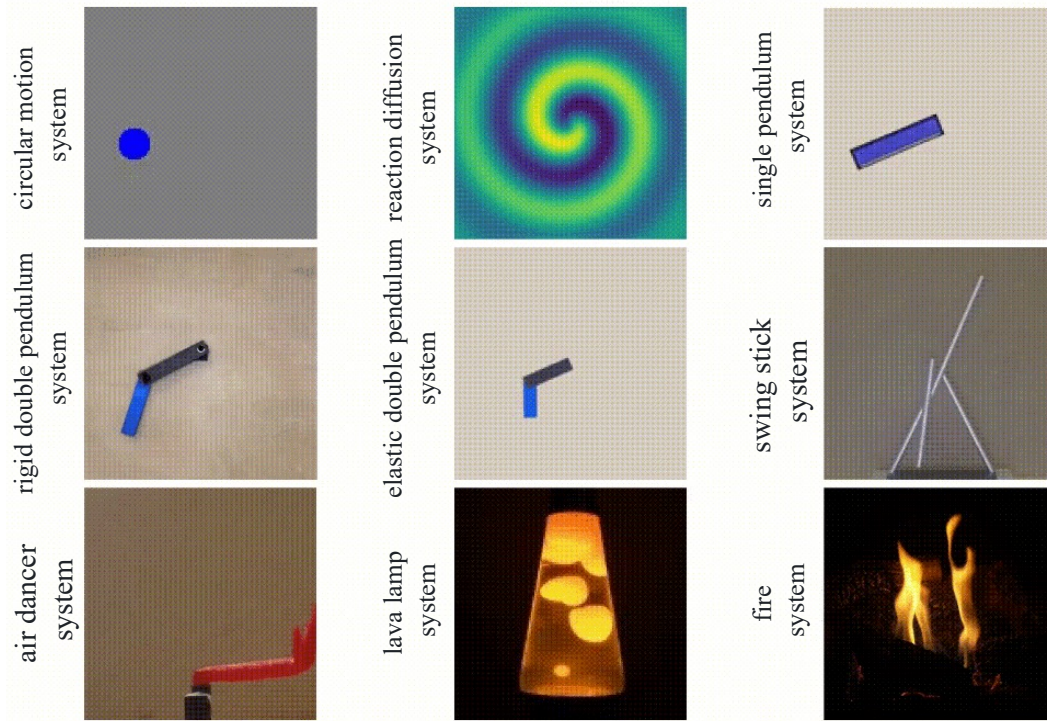 circular motion
system
reaction diffusion
system
single pendulum
system
rigid double pendulum
system
elastic double pendulum
system
swing stick
system
air dancer
system
lava lamp
system
fire
system